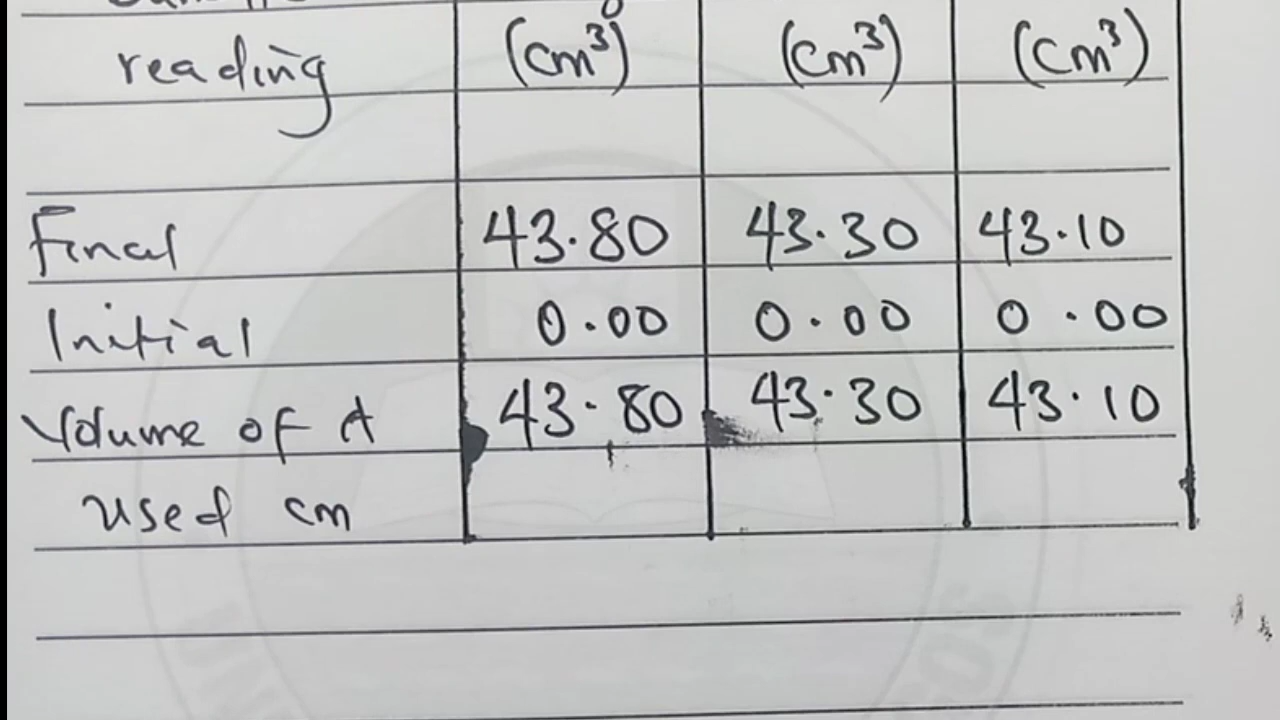 reading (cm³) (cm³) (cm³)
Final 43.80 43.30 43.10
Initial 0.00 0.00 0.00
Volume of A 43.80 43.30 43.10
used cm